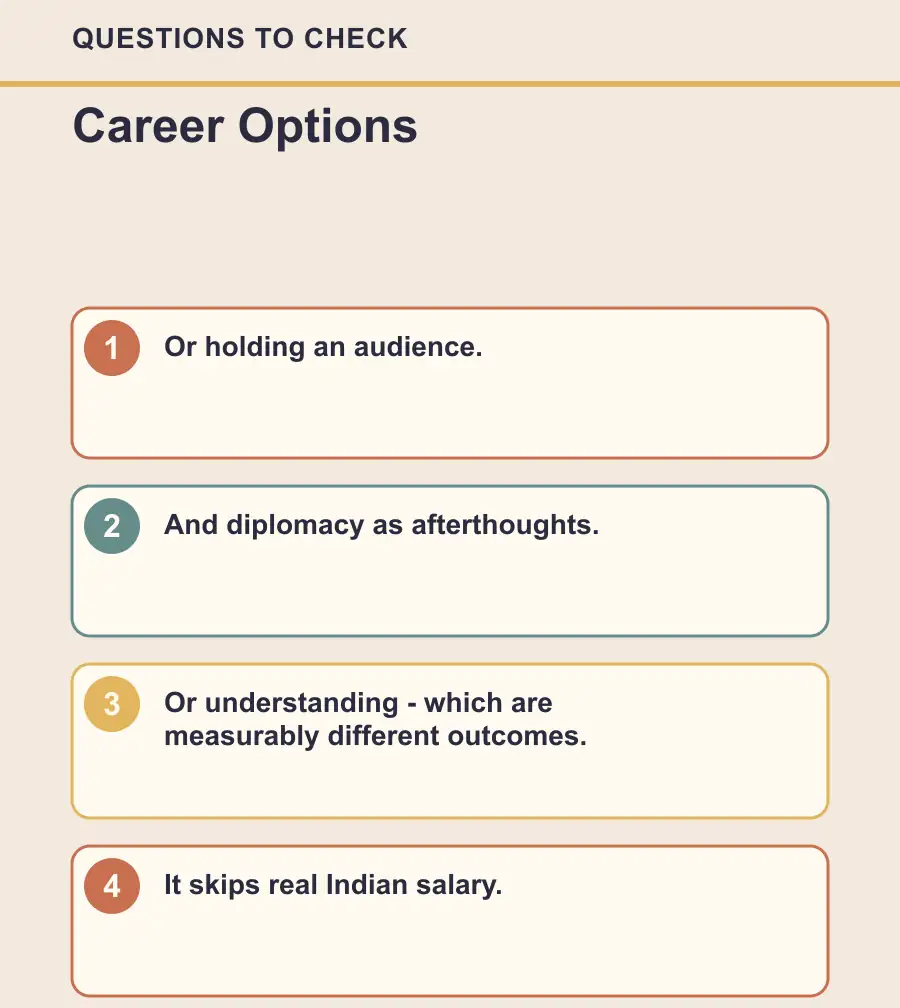 QUESTIONS TO CHECK
Career Options
1
Or holding an audience.
2
And diplomacy as afterthoughts.
3
Or understanding - which are
measurably different outcomes.
4
It skips real Indian salary.